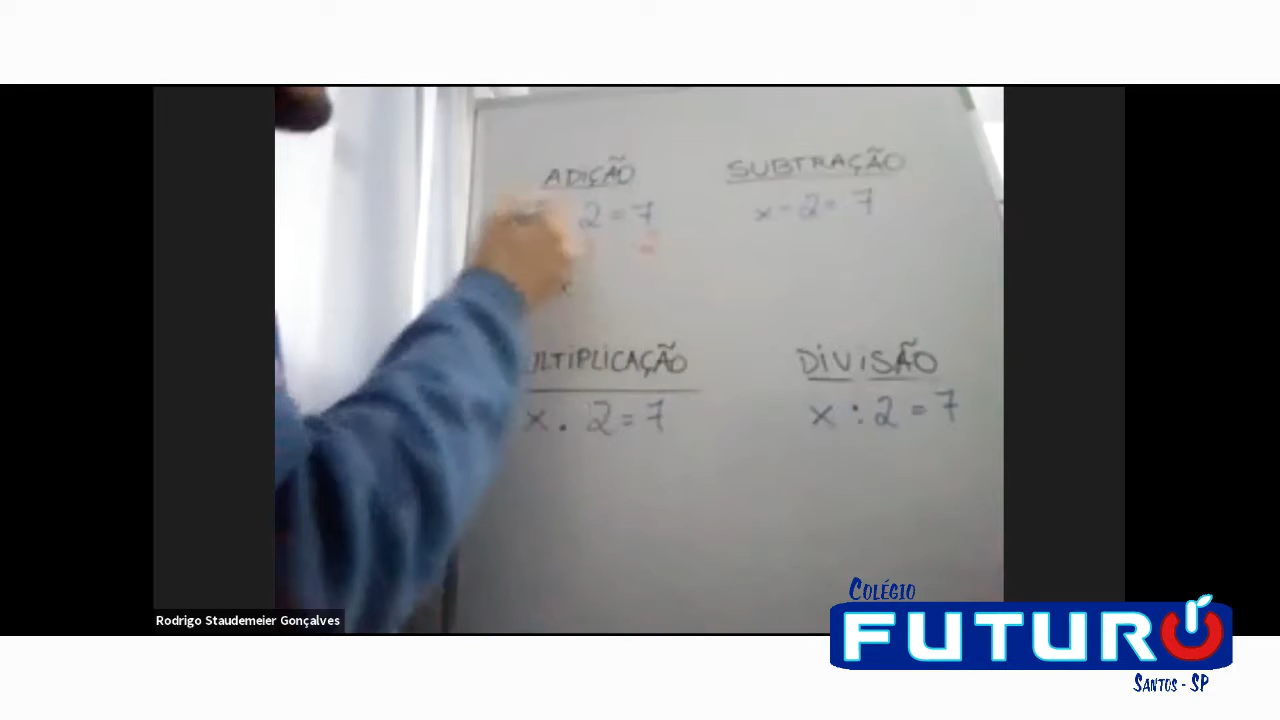 ADIÇÃO
2 = 7
SUBTRAÇÃO
x - 2 = 7
ULTIPLICAÇÃO
x . 2 = 7
DIVISÃO
x : 2 = 7
Rodrigo Staudemeier Gonçalves
COLÉGIO
FUTURO
SANTOS - SP